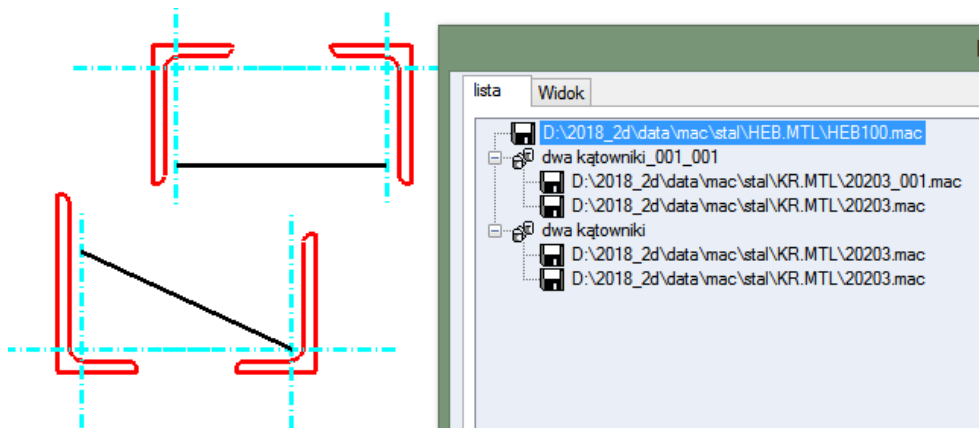 lista
Widok
D:\2018_2d\data\mac\stal\HEB.MTL\HEB100.mac
dwa kątowniki_001_001
D:\2018_2d\data\mac\stal\KR.MTL\20203_001.mac
D:\2018_2d\data\mac\stal\KR.MTL\20203.mac
dwa kątowniki
D:\2018_2d\data\mac\stal\KR.MTL\20203.mac
D:\2018_2d\data\mac\stal\KR.MTL\20203.mac